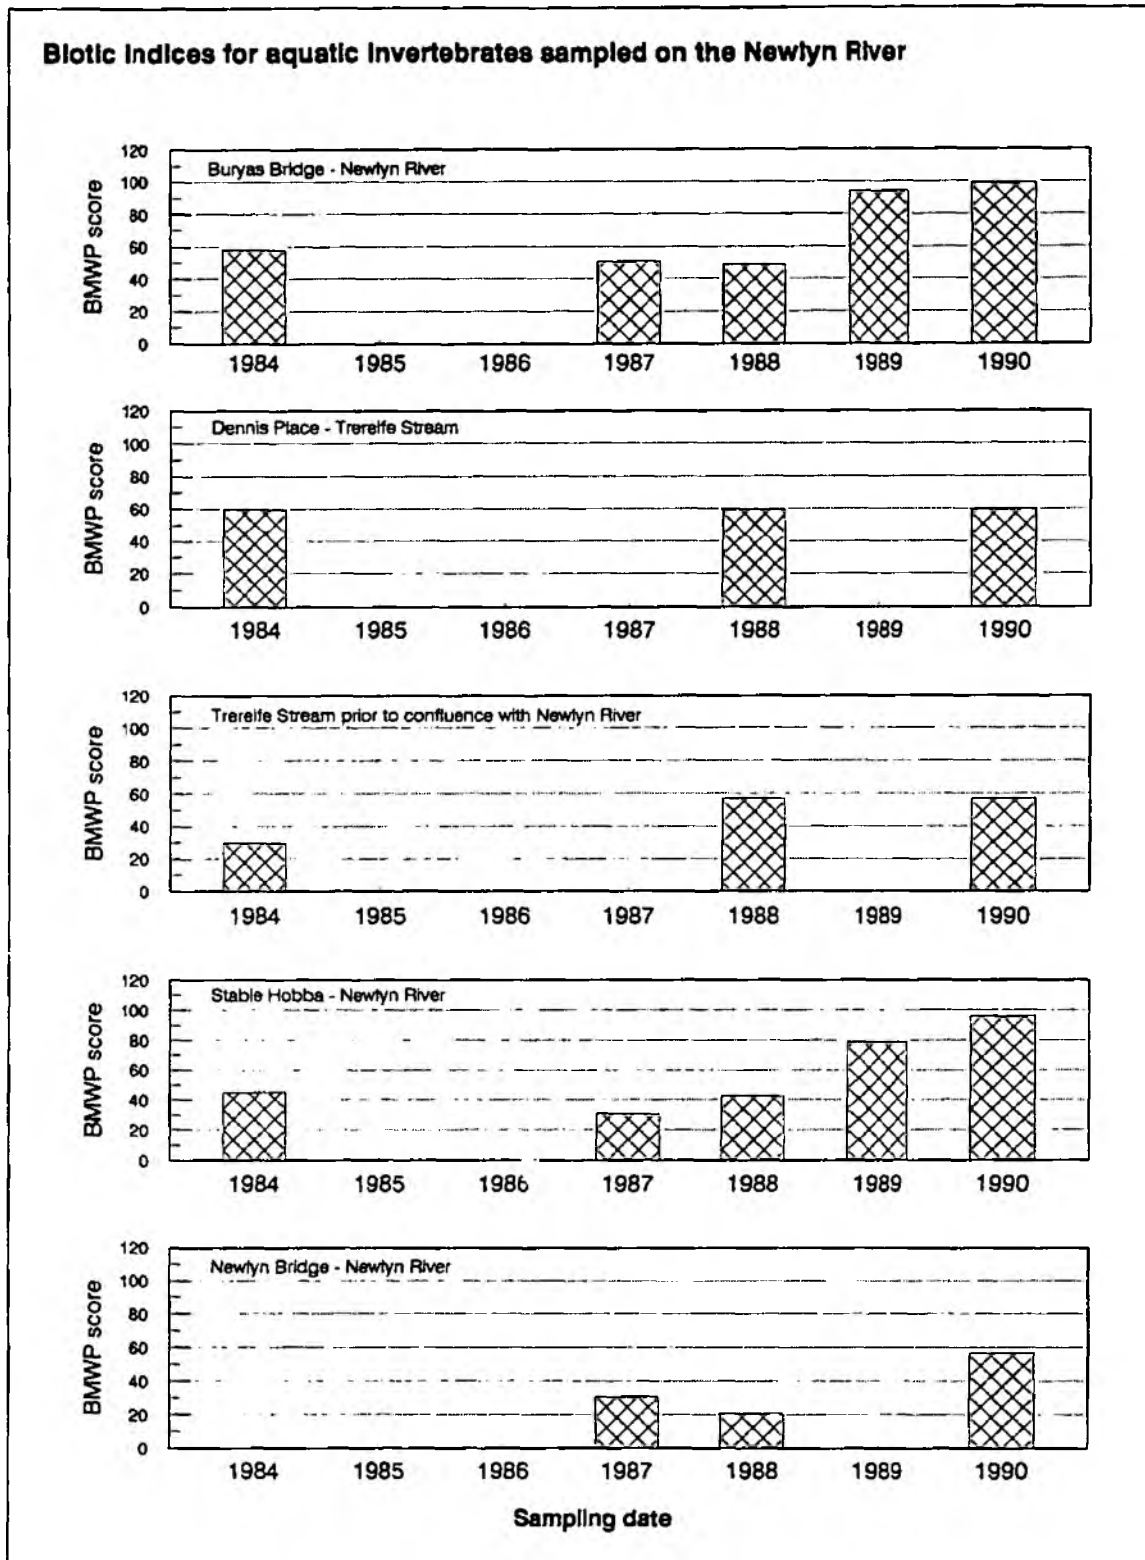 Biotic indices for aquatic invertebrates sampled on the Newlyn River
120
100
80
60
40
20
0
BMWP score
Buryas Bridge - Newlyn River
1984 1985 1986 1987 1988 1989 1990
120
100
80
60
40
20
0
BMWP score
Dennis Place - Trereife Stream
1984 1985 1986 1987 1988 1989 1990
120
100
80
60
40
20
0
BMWP score
Trereife Stream prior to confluence with Newlyn River
1984 1985 1986 1987 1988 1989 1990
120
100
80
60
40
20
0
BMWP score
Stable Hobba - Newlyn River
1984 1985 1986 1987 1988 1989 1990
120
100
80
60
40
20
0
BMWP score
Newlyn Bridge - Newlyn River
1984 1985 1986 1987 1988 1989 1990
Sampling date